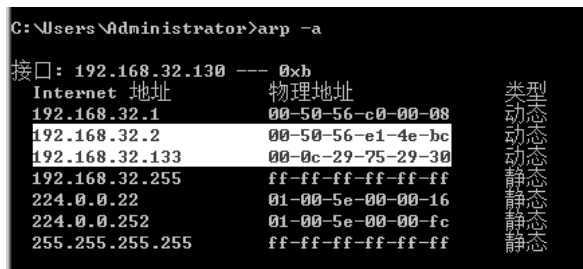 C:\Users\Administrator>arp -a
接口: 192.168.32.130 --- 0xb
Internet 地址 物理地址 类型
192.168.32.1 00-50-56-c0-00-08 动态
192.168.32.2 00-50-56-e1-4e-bc 动态
192.168.32.133 00-0c-29-75-29-30 动态
192.168.32.255 ff-ff-ff-ff-ff-ff 静态
224.0.0.22 01-00-5e-00-00-16 静态
224.0.0.252 01-00-5e-00-00-fc 静态
255.255.255.255 ff-ff-ff-ff-ff-ff 静态